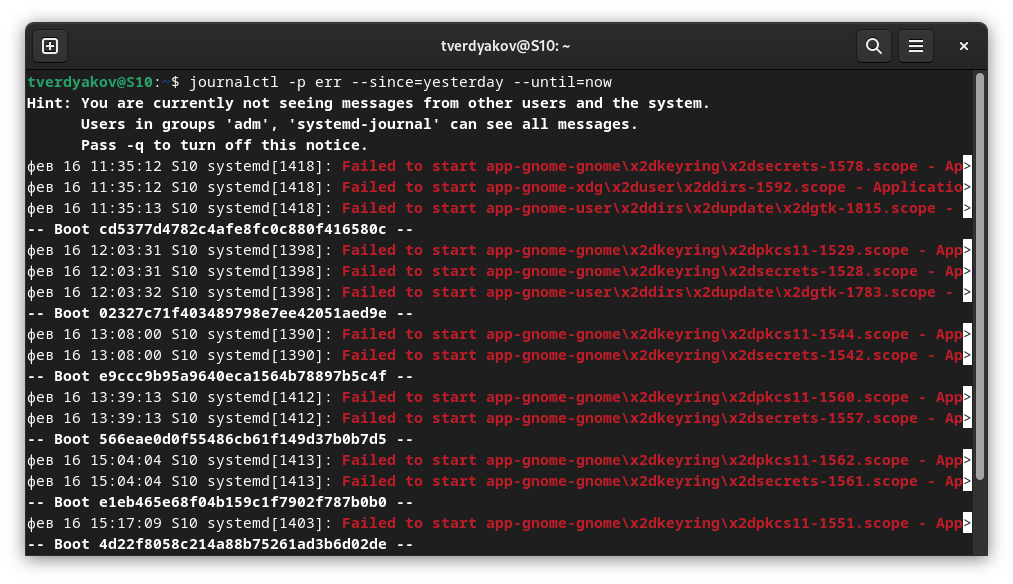 tverdyakov@S10: ~
tverdyakov@S10:~$ journalctl -p err --since=yesterday --until=now
Hint: You are currently not seeing messages from other users and the system.
      Users in groups 'adm', 'systemd-journal' can see all messages.
      Pass -q to turn off this notice.
фев 16 11:35:12 S10 systemd[1418]: Failed to start app-gnome-gnome\x2dkeyring\x2dsecrets-1578.scope - Ap>
фев 16 11:35:12 S10 systemd[1418]: Failed to start app-gnome-xdg\x2duser\x2ddirs-1592.scope - Applicatio>
фев 16 11:35:13 S10 systemd[1418]: Failed to start app-gnome-user\x2ddirs\x2dupdate\x2dgtk-1815.scope - >
-- Boot cd5377d4782c4afe8fc0c880f416580c --
фев 16 12:03:31 S10 systemd[1398]: Failed to start app-gnome-gnome\x2dkeyring\x2dpkcs11-1529.scope - App>
фев 16 12:03:31 S10 systemd[1398]: Failed to start app-gnome-gnome\x2dkeyring\x2dsecrets-1528.scope - Ap>
фев 16 12:03:32 S10 systemd[1398]: Failed to start app-gnome-user\x2ddirs\x2dupdate\x2dgtk-1783.scope - >
-- Boot 02327c71f403489798e7ee42051aed9e --
фев 16 13:08:00 S10 systemd[1390]: Failed to start app-gnome-gnome\x2dkeyring\x2dpkcs11-1544.scope - App>
фев 16 13:08:00 S10 systemd[1390]: Failed to start app-gnome-gnome\x2dkeyring\x2dsecrets-1542.scope - Ap>
-- Boot e9ccc9b95a9640eca1564b78897b5c4f --
фев 16 13:39:13 S10 systemd[1412]: Failed to start app-gnome-gnome\x2dkeyring\x2dpkcs11-1560.scope - App>
фев 16 13:39:13 S10 systemd[1412]: Failed to start app-gnome-gnome\x2dkeyring\x2dsecrets-1557.scope - Ap>
-- Boot 566eae0d0f55486cb61f149d37b0b7d5 --
фев 16 15:04:04 S10 systemd[1413]: Failed to start app-gnome-gnome\x2dkeyring\x2dpkcs11-1562.scope - App>
фев 16 15:04:04 S10 systemd[1413]: Failed to start app-gnome-gnome\x2dkeyring\x2dsecrets-1561.scope - Ap>
-- Boot e1eb465e68f04b159c1f7902f787b0b0 --
фев 16 15:17:09 S10 systemd[1403]: Failed to start app-gnome-gnome\x2dkeyring\x2dpkcs11-1551.scope - App>
-- Boot 4d22f8058c214a88b75261ad3b6d02de --